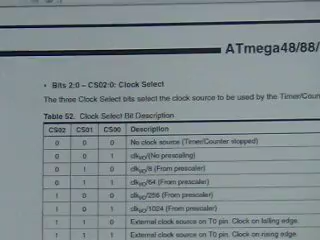 ATmega48/88/
• Bits 2:0 – CS02:0: Clock Select
The three Clock Select bits select the clock source to be used by the Timer/Coun
Table 52. Clock Select Bit Description
CS02 CS01 CS00 Description
0 0 0 No clock source (Timer/Counter stopped)
0 0 1 clkI/O/(No prescaling)
0 1 0 clkI/O/8 (From prescaler)
0 1 1 clkI/O/64 (From prescaler)
1 0 0 clkI/O/256 (From prescaler)
1 0 1 clkI/O/1024 (From prescaler)
1 1 0 External clock source on T0 pin. Clock on falling edge.
1 1 1 External clock source on T0 pin. Clock on rising edge.